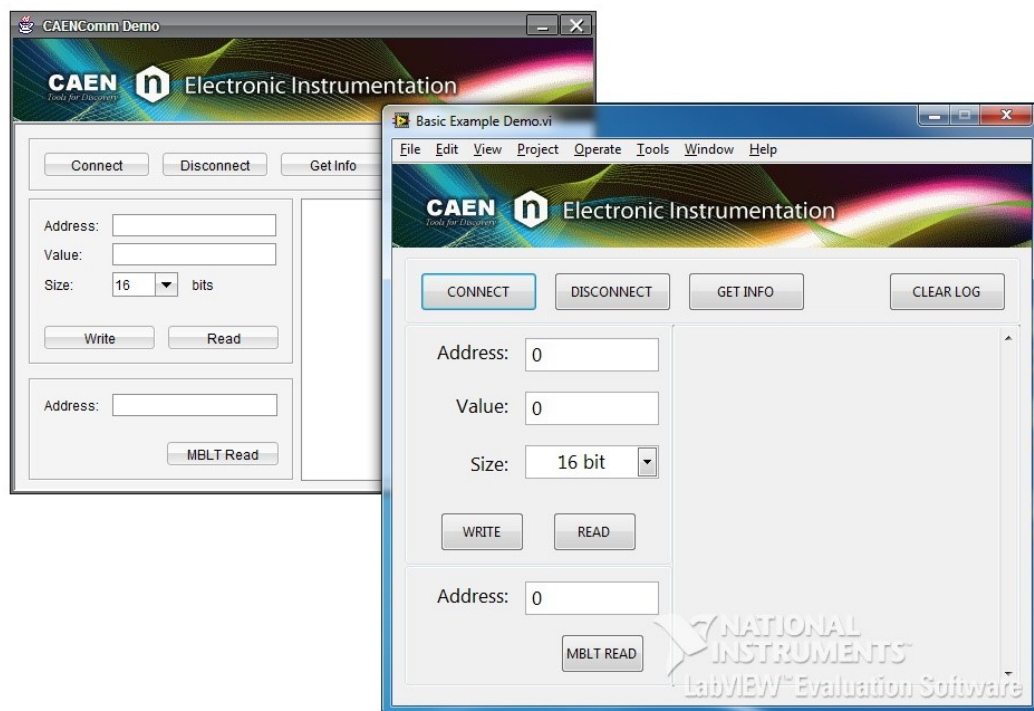 CAENComm Demo
CAEN n Electronic Instrumentation
Tools for Discovery
Connect Disconnect Get Info
Address:
Value:
Size: 16 bits
Write Read
Address:
MBLT Read
Basic Example Demo.vi
File Edit View Project Operate Tools Window Help
CAEN n Electronic Instrumentation
Tools for Discovery
CONNECT DISCONNECT GET INFO CLEAR LOG
Address: 0
Value: 0
Size: 16 bit
WRITE READ
Address: 0
MBLT READ
NATIONAL
INSTRUMENTS™
LabVIEW™ Evaluation Software